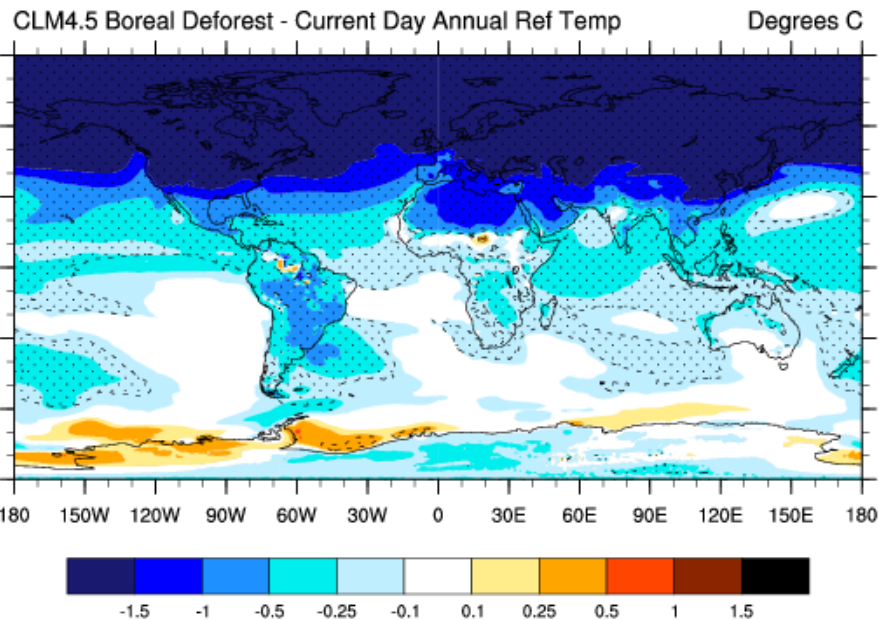 CLM4.5 Boreal Deforest - Current Day Annual Ref Temp Degrees C
180 150W 120W 90W 60W 30W 0 30E 60E 90E 120E 150E 180
-1.5 -1 -0.5 -0.25 -0.1 0.1 0.25 0.5 1 1.5